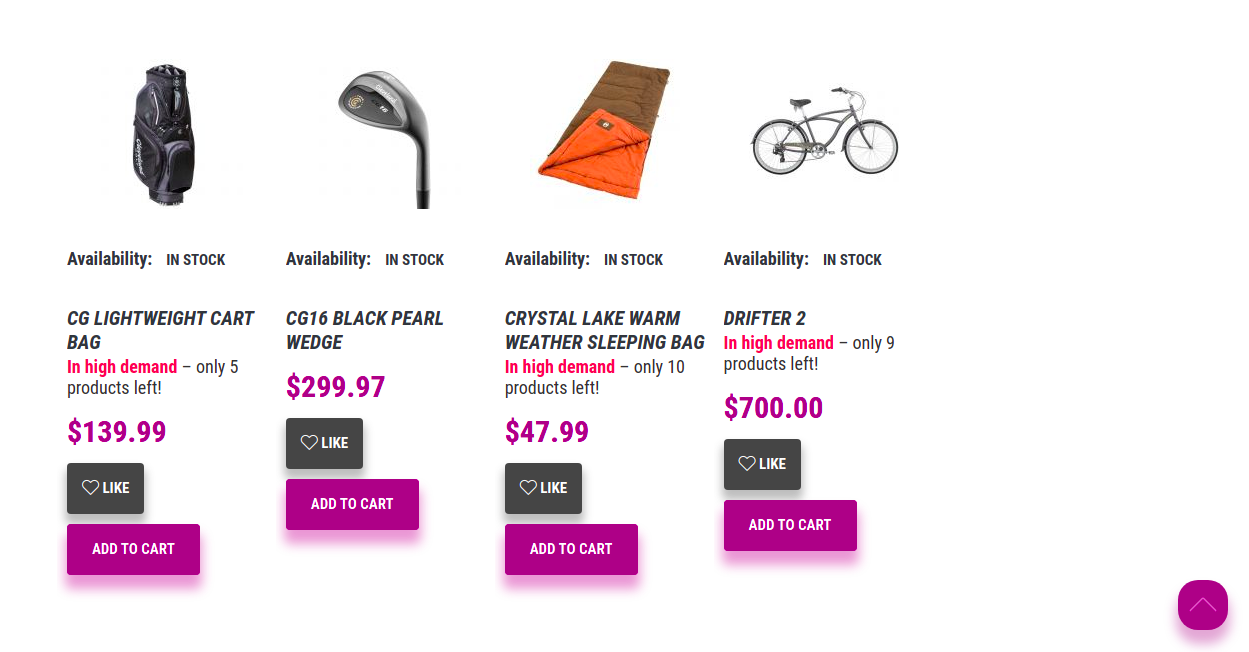 Availability: IN STOCK
CG LIGHTWEIGHT CART
BAG
In high demand – only 5
products left!
$139.99
LIKE
ADD TO CART
Availability: IN STOCK
CG16 BLACK PEARL
WEDGE
$299.97
LIKE
ADD TO CART
Availability: IN STOCK
CRYSTAL LAKE WARM
WEATHER SLEEPING BAG
In high demand – only 10
products left!
$47.99
LIKE
ADD TO CART
Availability: IN STOCK
DRIFTER 2
In high demand – only 9
products left!
$700.00
LIKE
ADD TO CART